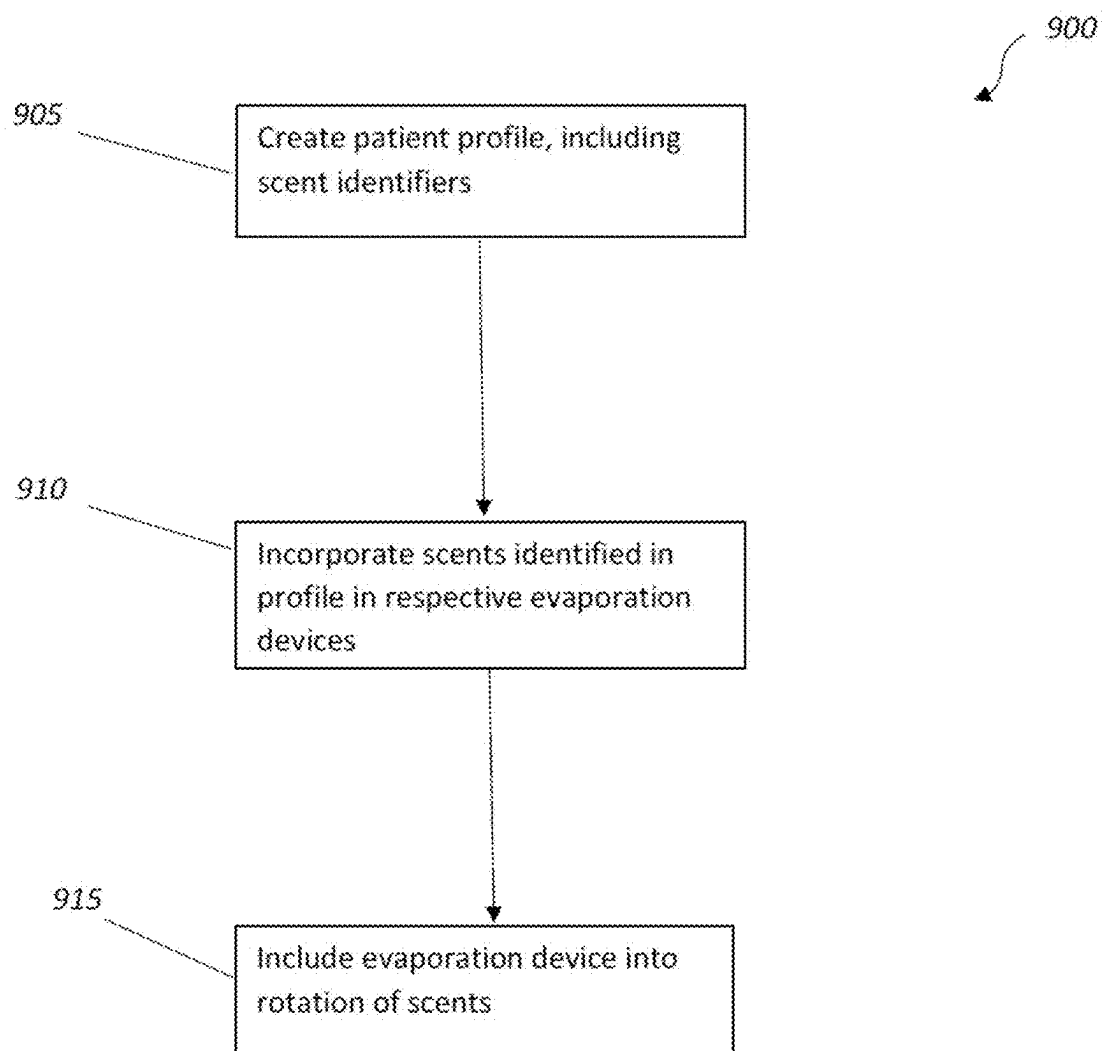 900
905
Create patient profile, including
scent identifiers
910
Incorporate scents identified in
profile in respective evaporation
devices
915
Include evaporation device into
rotation of scents